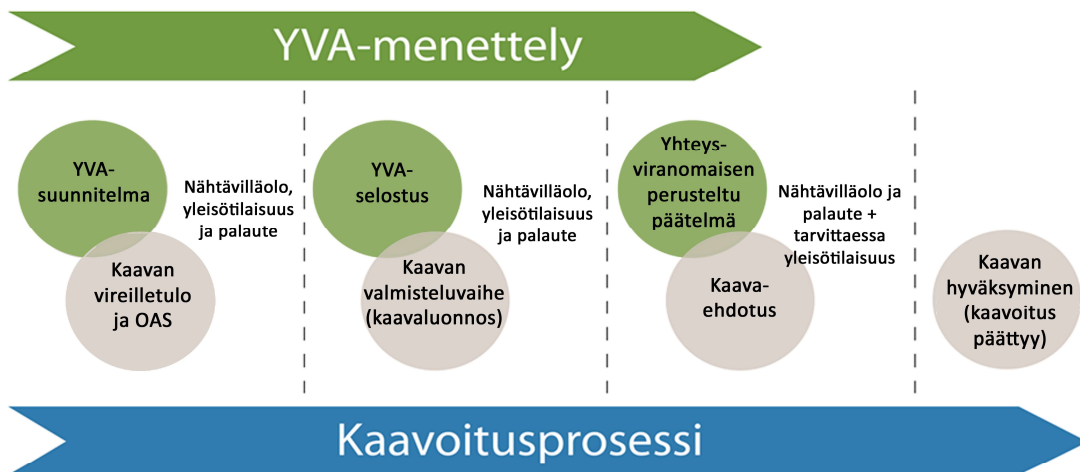 YVA-menettely
YVA-
suunnitelma
Nähtävilläolo,
yleisötilaisuus
ja palaute
Kaavan
vireilletulo
ja OAS
YVA-
selostus
Nähtävilläolo,
yleisötilaisuus
ja palaute
Kaavan
valmisteluvaihe
(kaavaluonnos)
Yhteys-
viranomaisen
perusteltu
päätelmä
Nähtävilläolo ja
palaute +
tarvittaessa
yleisötilaisuus
Kaava-
ehdotus
Kaavan
hyväksyminen
(kaavoitus
päättyy)
Kaavoitusprosessi